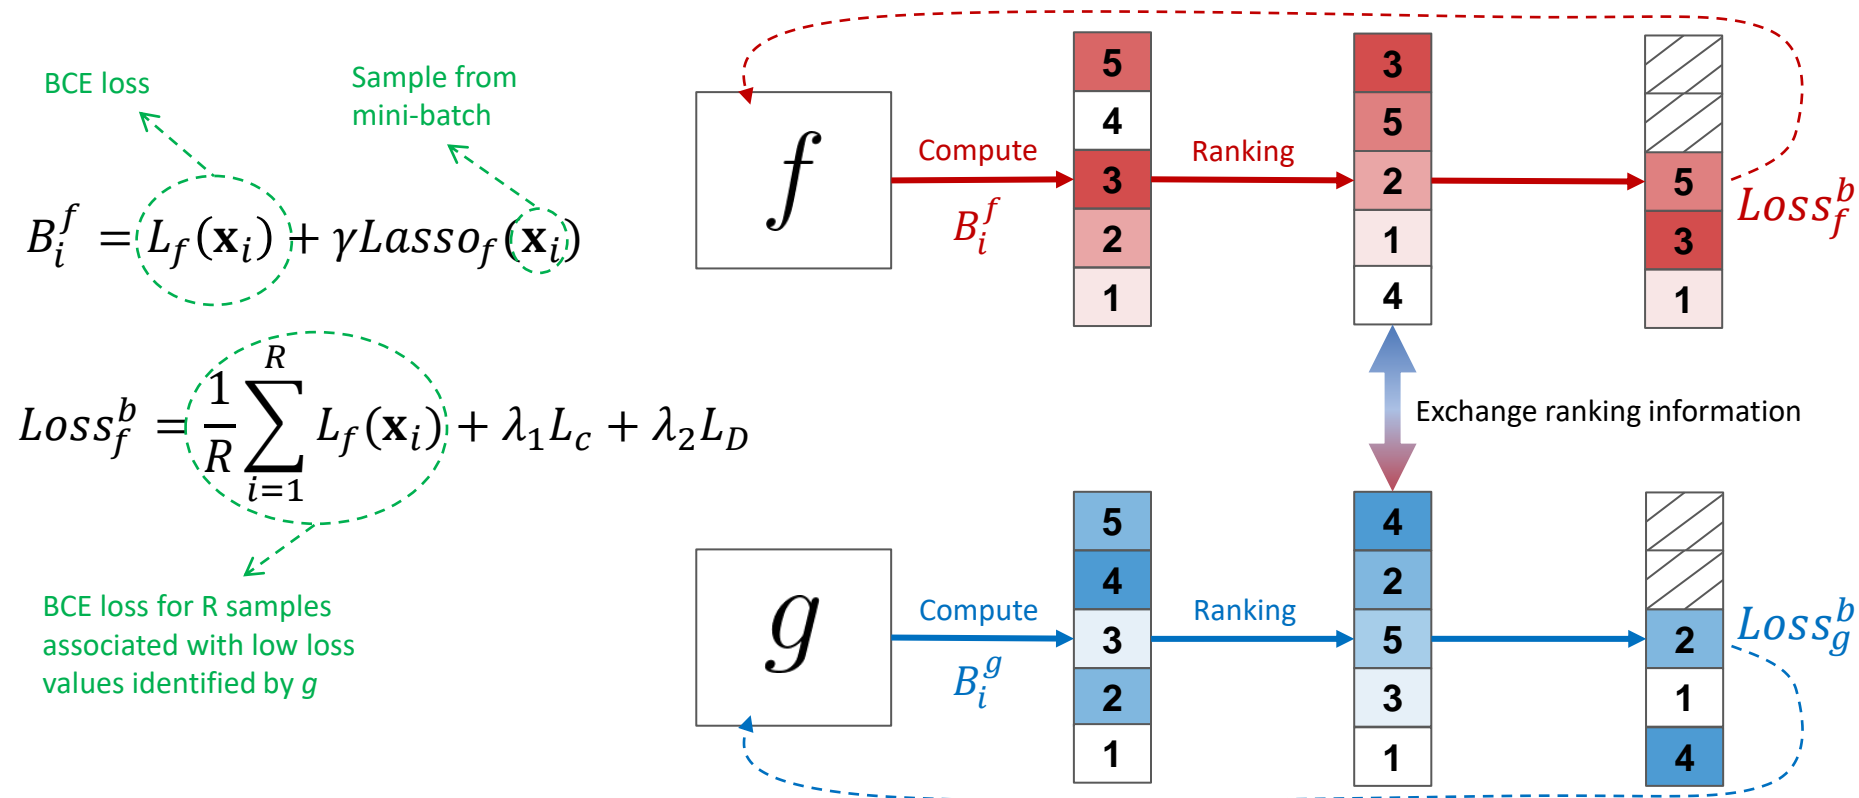 BCE loss
Sample from
mini-batch
B_i^f = L_f(x_i) + γLasso_f(x_i)
Loss_f^b = \frac{1}{R} \sum_{i=1}^{R} L_f(x_i) + λ_1 L_c + λ_2 L_D
BCE loss for R samples
associated with low loss
values identified by g
f
Compute
B_i^f
5
4
3
2
1
Ranking
3
5
2
1
4
5
3
1
Loss_f^b
Exchange ranking information
g
Compute
B_i^g
5
4
3
2
1
Ranking
4
2
5
3
1
2
1
4
Loss_g^b